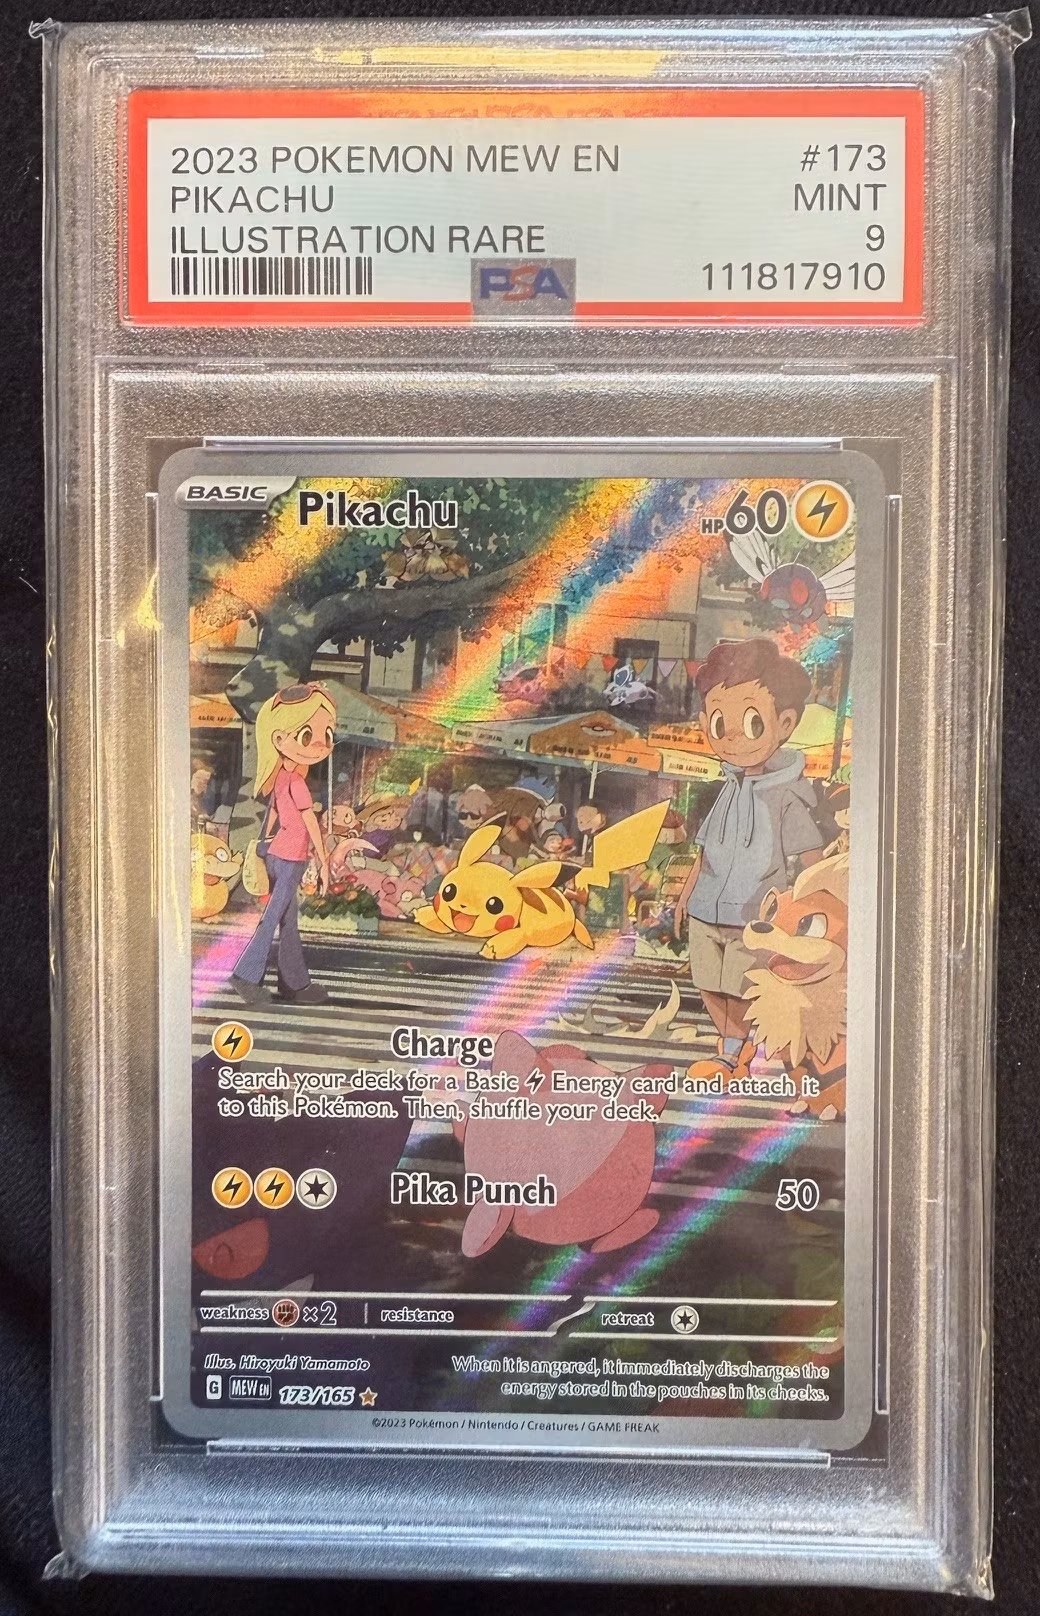 2023 POKEMON MEW EN #173
PIKACHU MINT
ILLUSTRATION RARE 9
PSA 111817910
BASIC Pikachu HP 60
Charge
Search your deck for a Basic Energy card and attach it
to this Pokémon. Then, shuffle your deck.
Pika Punch 50
weakness ×2 resistance retreat
Illus. Hiroyuki Yamamoto
When it is angered, it immediately discharges the
energy stored in the pouches in its cheeks.
G MEW EN 173/165
©2023 Pokémon / Nintendo / Creatures / GAME FREAK